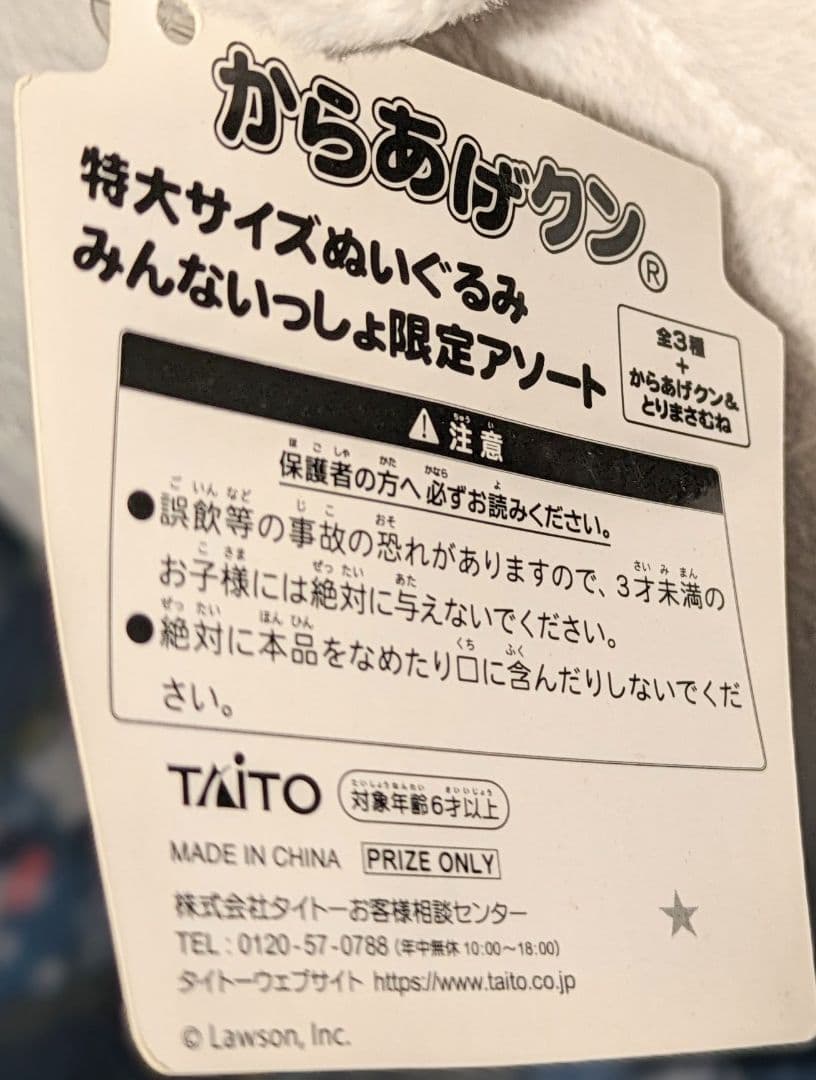 からあげクン®
特大サイズぬいぐるみ
みんないっしょ限定アソート
全3種
+
からあげクン&
とりまさむね
⚠注意
保護者の方へ必ずお読みください。
●誤飲等の事故の恐れがありますので、3才未満の
お子様には絶対に与えないでください。
●絶対に本品をなめたり口に含んだりしないでくだ
さい。
TAITO 対象年齢6才以上
MADE IN CHINA PRIZE ONLY
株式会社タイトーお客様相談センター
TEL:0120-57-0788(年中無休10:00〜18:00)
タイトーウェブサイト https://www.taito.co.jp
© Lawson, Inc.